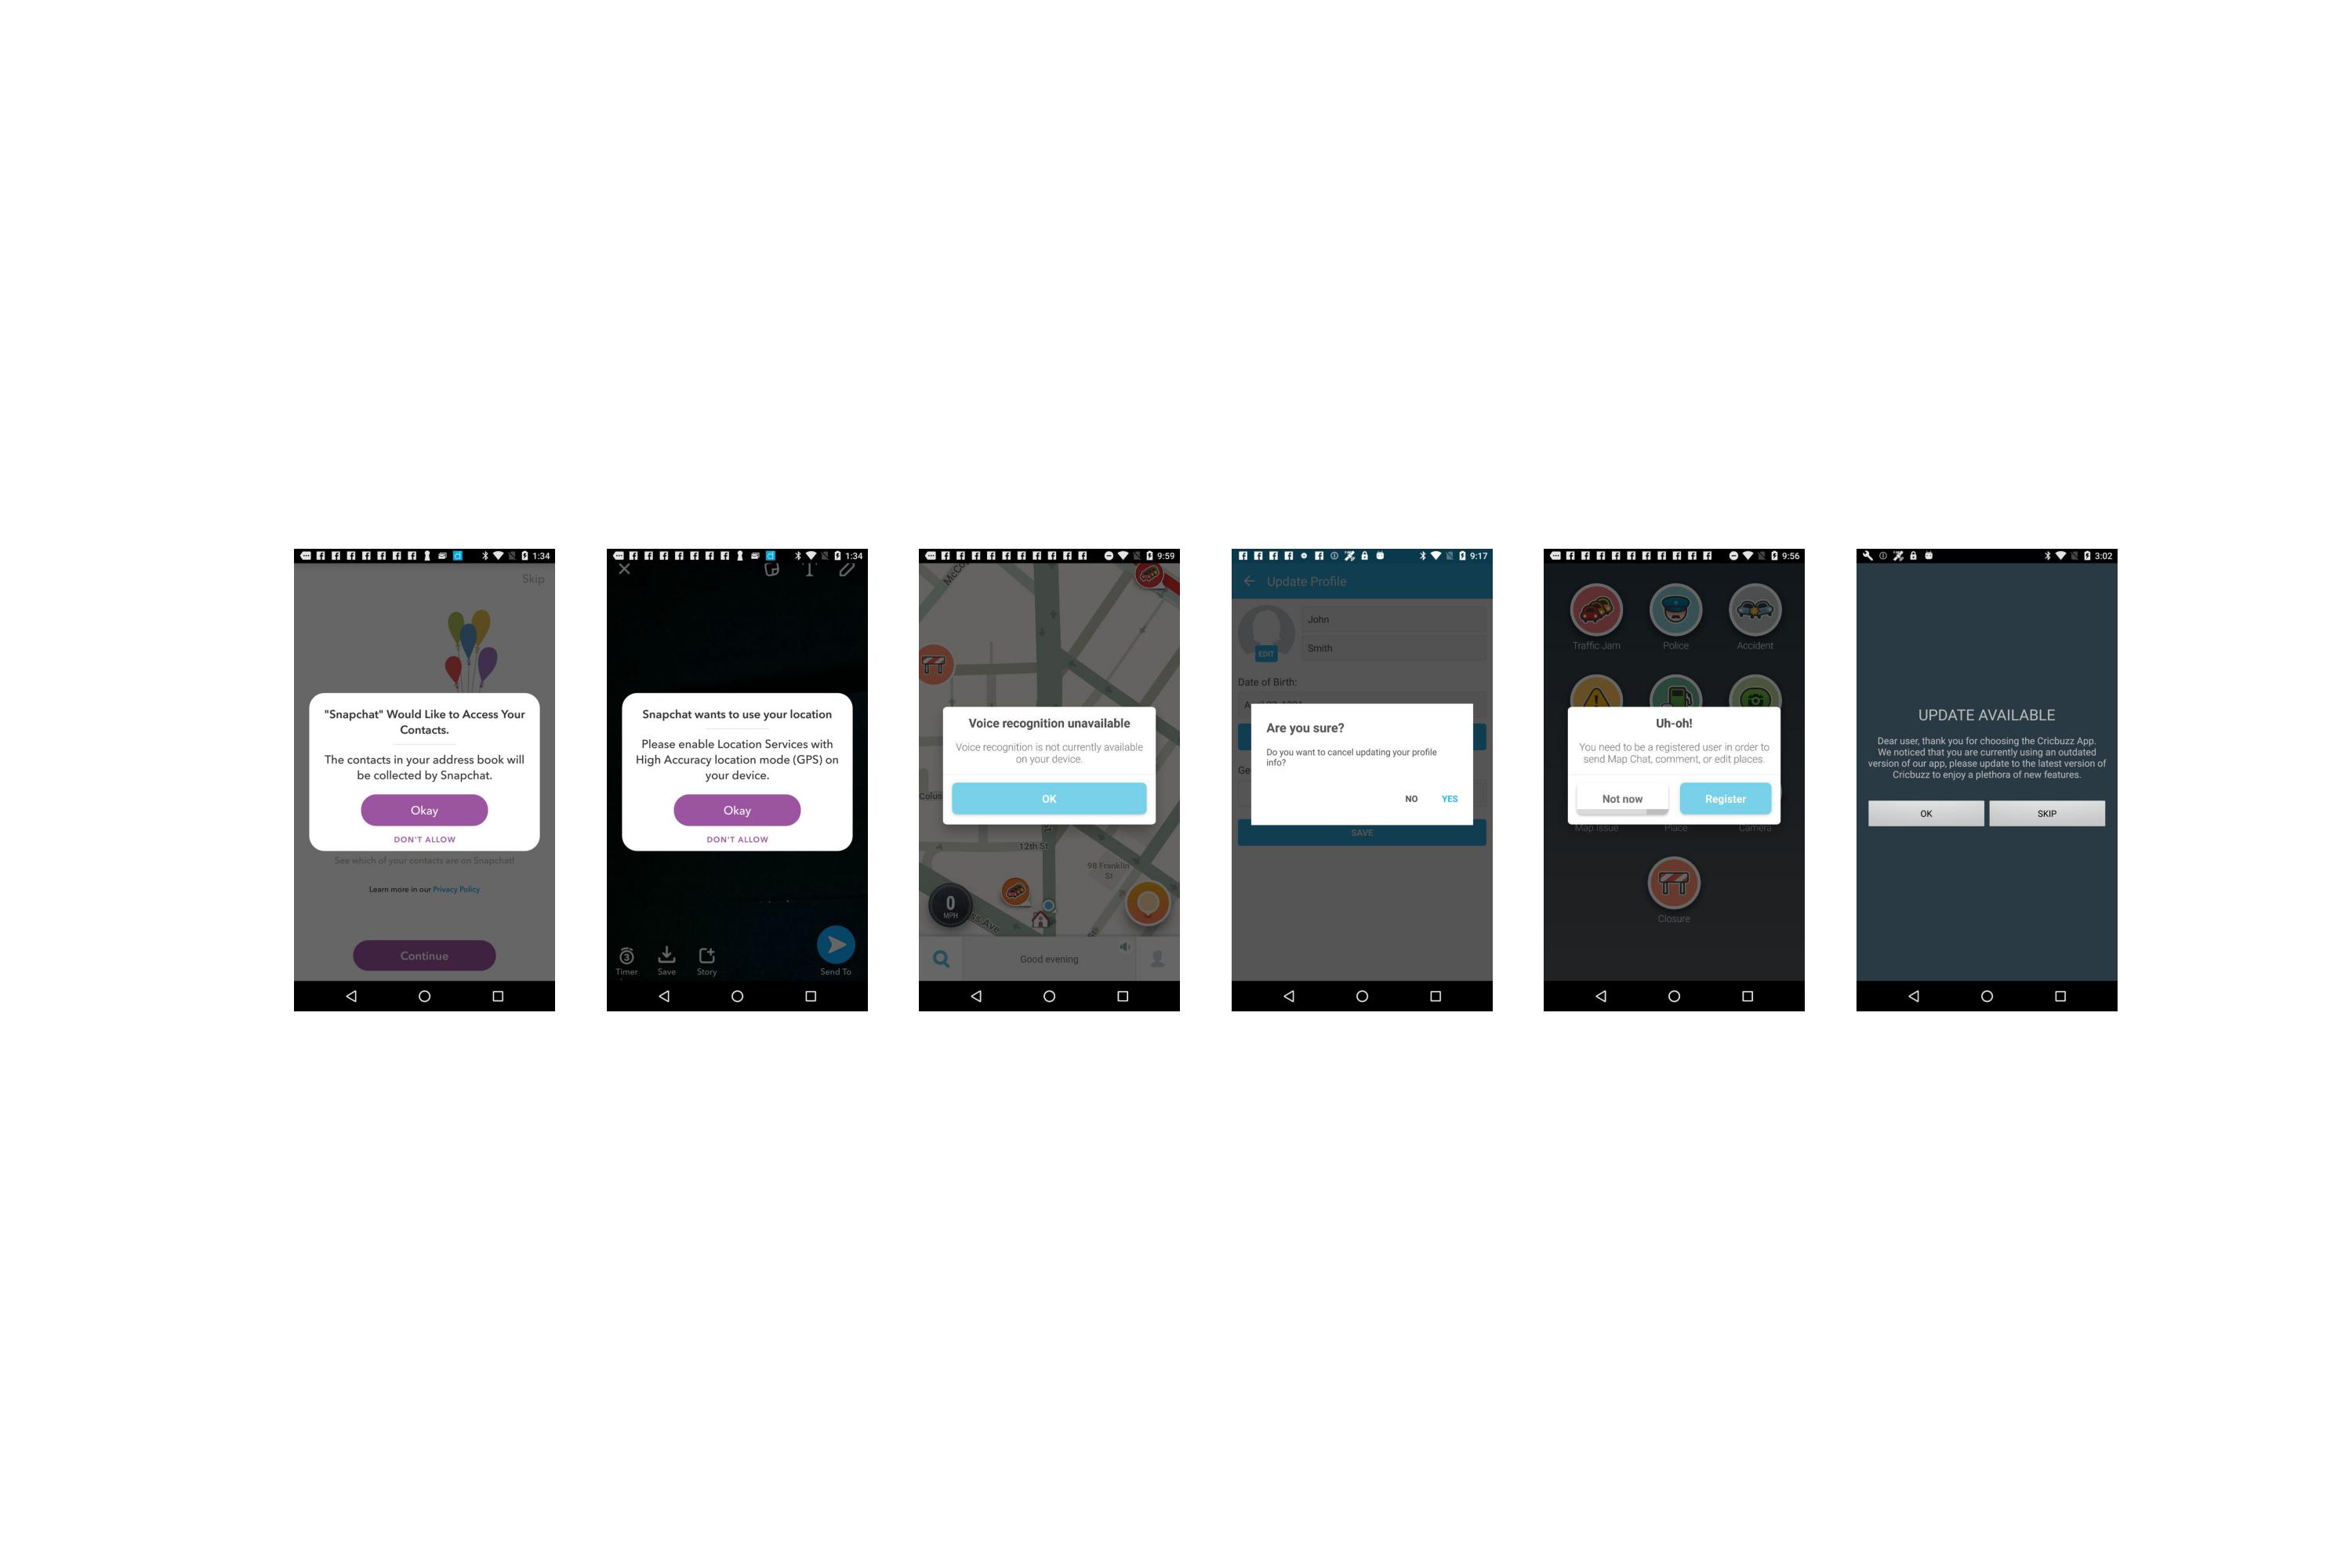 1:34
Skip
"Snapchat" Would Like to Access Your
Contacts.
The contacts in your address book will
be collected by Snapchat.
Okay
DON'T ALLOW
See which of your contacts are on Snapchat!
Learn more in our Privacy Policy
Continue
1:34
Snapchat wants to use your location
Please enable Location Services with
High Accuracy location mode (GPS) on
your device.
Okay
DON'T ALLOW
3
Timer
Save
Story
Send To
9:59
Voice recognition unavailable
Voice recognition is not currently available
on your device.
OK
12th St
98 Franklin
St
0
MPH
Ave
Good evening
9:17
Update Profile
John
EDIT
Smith
Date of Birth:
Are you sure?
Do you want to cancel updating your profile
info?
NO YES
SAVE
9:56
Traffic Jam
Police
Accident
Uh-oh!
You need to be a registered user in order to
send Map Chat, comment, or edit places.
Not now
Register
Map Issue
Place
Camera
Closure
3:02
UPDATE AVAILABLE
Dear user, thank you for choosing the Cricbuzz App.
We noticed that you are currently using an outdated
version of our app, please update to the latest version of
Cricbuzz to enjoy a plethora of new features.
OK
SKIP